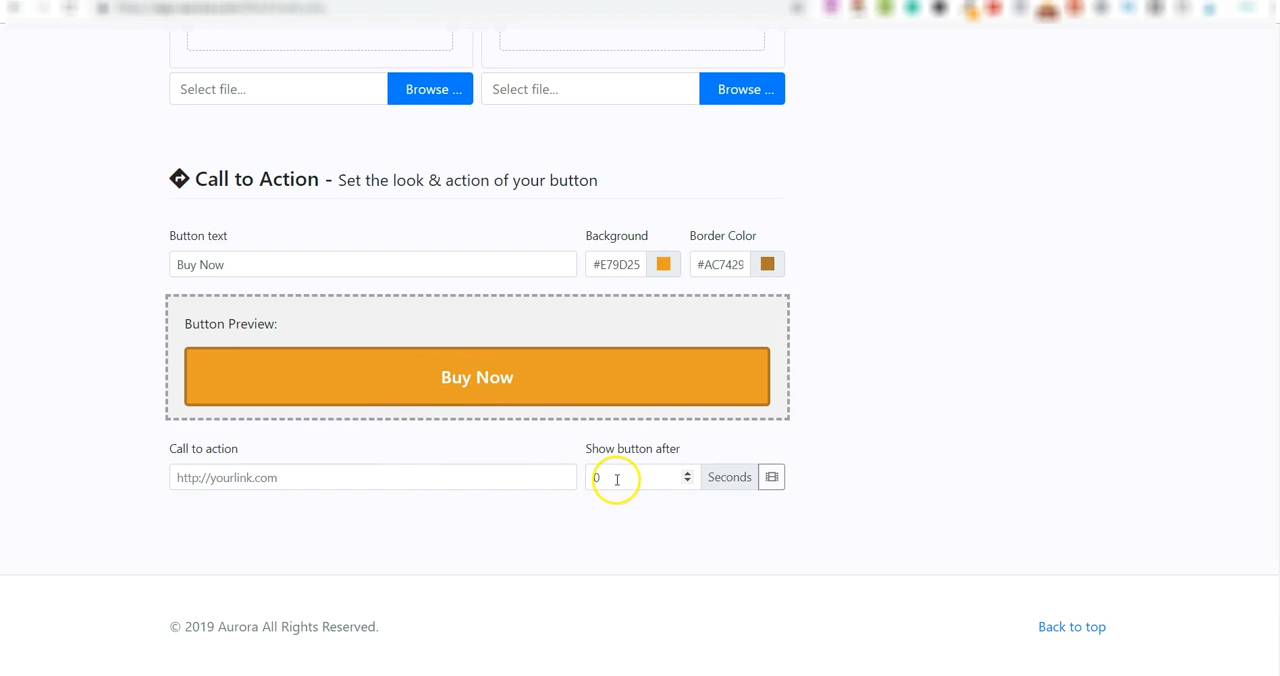 Select file... Browse ... Select file... Browse ...
Call to Action - Set the look & action of your button
Button text Background Border Color
Buy Now #E79D25 #AC7429
Button Preview:
Buy Now
Call to action Show button after
http://yourlink.com 0 Seconds
© 2019 Aurora All Rights Reserved. Back to top